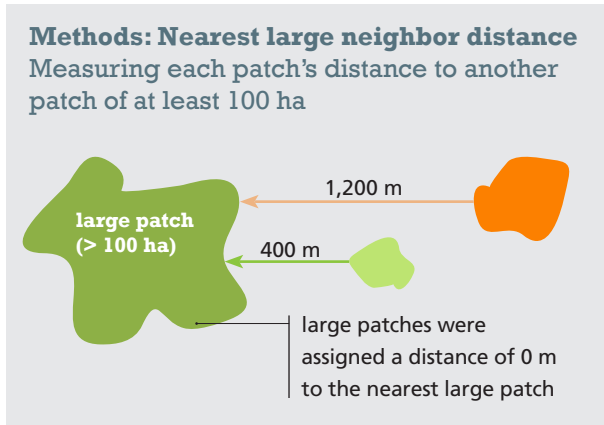 Methods: Nearest large neighbor distance
Measuring each patch's distance to another
patch of at least 100 ha
1,200 m
large patch
(> 100 ha)
400 m
large patches were
assigned a distance of 0 m
to the nearest large patch